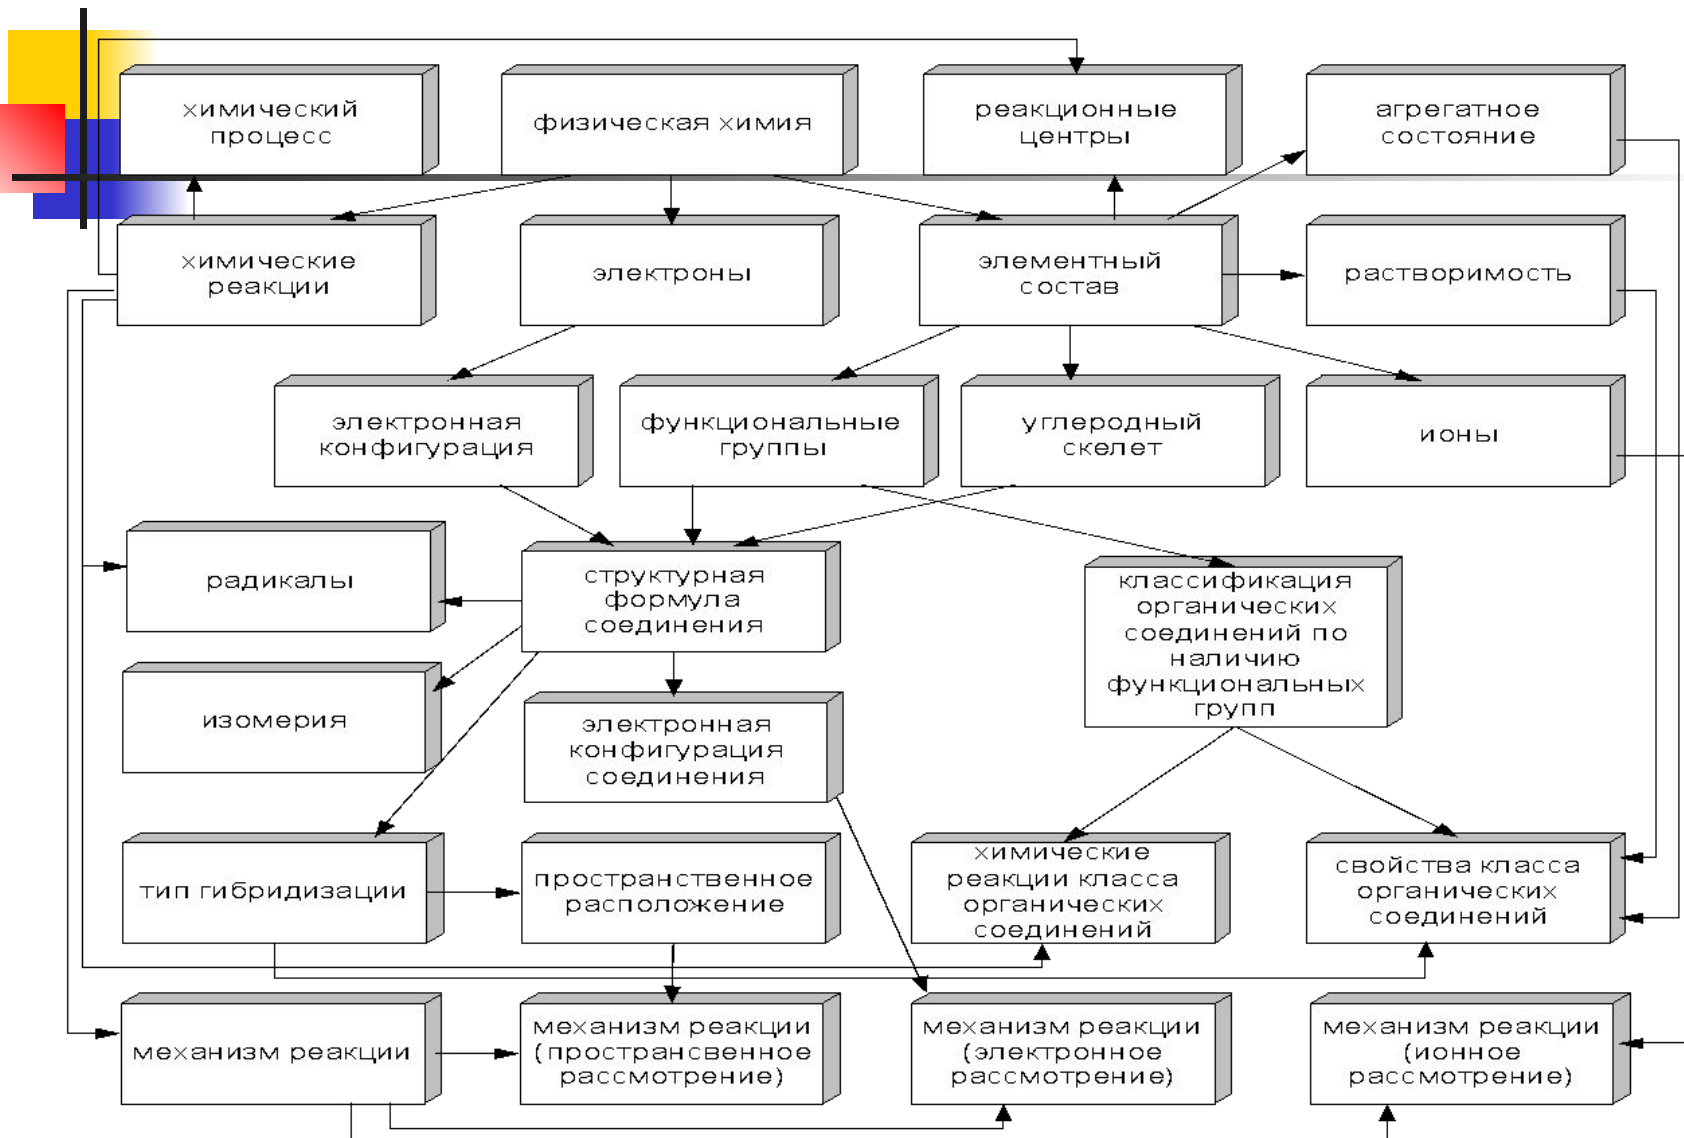 химический
процесс
физическая химия
реакционные
центры
агрегатное
состояние
химические
реакции
электроны
элементный
состав
растворимость
электронная
конфигурация
функциональные
группы
углеродный
скелет
ионы
радикалы
структурная
формула
соединения
классификация
органических
соединений по
наличию
функциональных
групп
изомерия
электронная
конфигурация
соединения
тип гибридизации
пространственное
расположение
химические
реакции класса
органических
соединений
свойства класса
органических
соединений
механизм реакции
механизм реакции
(пространсвенное
рассмотрение)
механизм реакции
(электронное
рассмотрение)
механизм реакции
(ионное
рассмотрение)